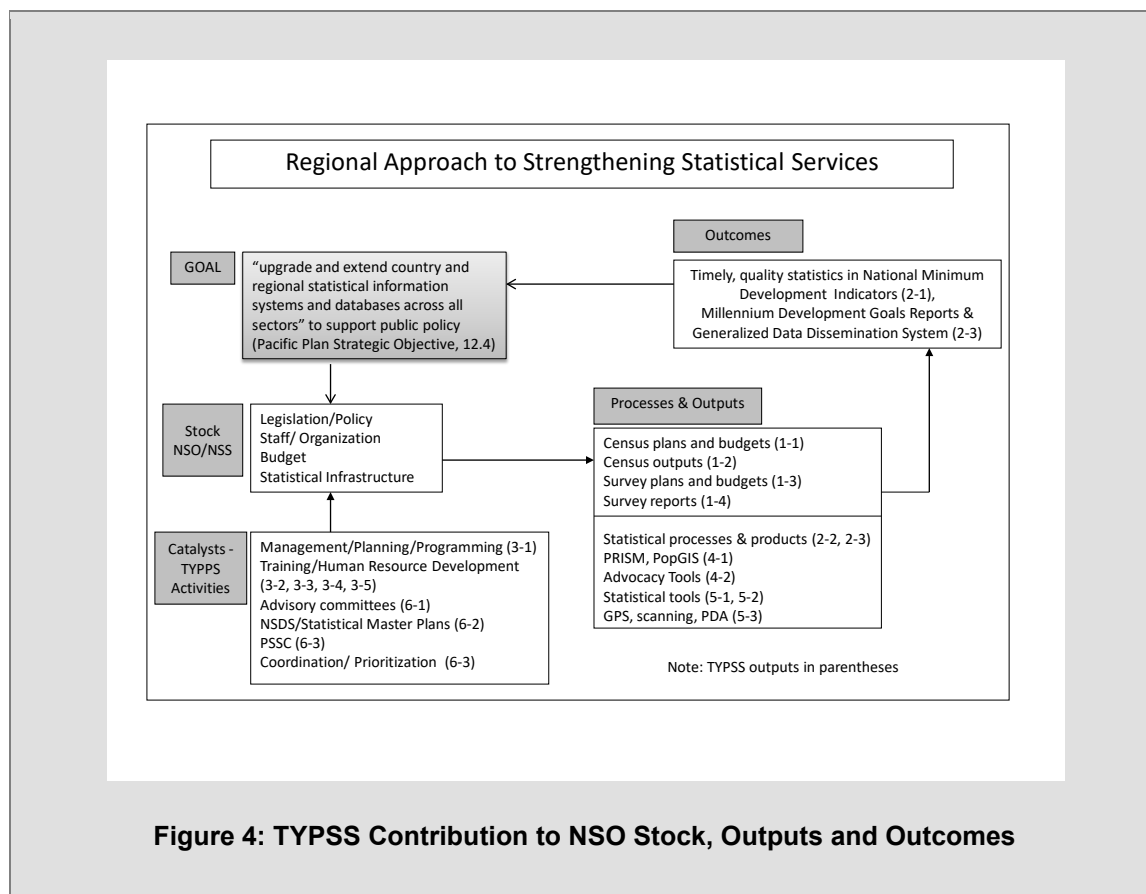 Regional Approach to Strengthening Statistical Services
Outcomes
GOAL
“upgrade and extend country and
regional statistical information
systems and databases across all
sectors” to support public policy
(Pacific Plan Strategic Objective, 12.4)
Timely, quality statistics in National Minimum
Development Indicators (2-1),
Millennium Development Goals Reports &
Generalized Data Dissemination System (2-3)
Stock
NSO/NSS
Legislation/Policy
Staff/ Organization
Budget
Statistical Infrastructure
Processes & Outputs
Census plans and budgets (1-1)
Census outputs (1-2)
Survey plans and budgets (1-3)
Survey reports (1-4)
Statistical processes & products (2-2, 2-3)
PRISM, PopGIS (4-1)
Advocacy Tools (4-2)
Statistical tools (5-1, 5-2)
GPS, scanning, PDA (5-3)
Catalysts -
TYPPS
Activities
Management/Planning/Programming (3-1)
Training/Human Resource Development
(3-2, 3-3, 3-4, 3-5)
Advisory committees (6-1)
NSDS/Statistical Master Plans (6-2)
PSSC (6-3)
Coordination/ Prioritization (6-3)
Note: TYPSS outputs in parentheses
Figure 4: TYPSS Contribution to NSO Stock, Outputs and Outcomes